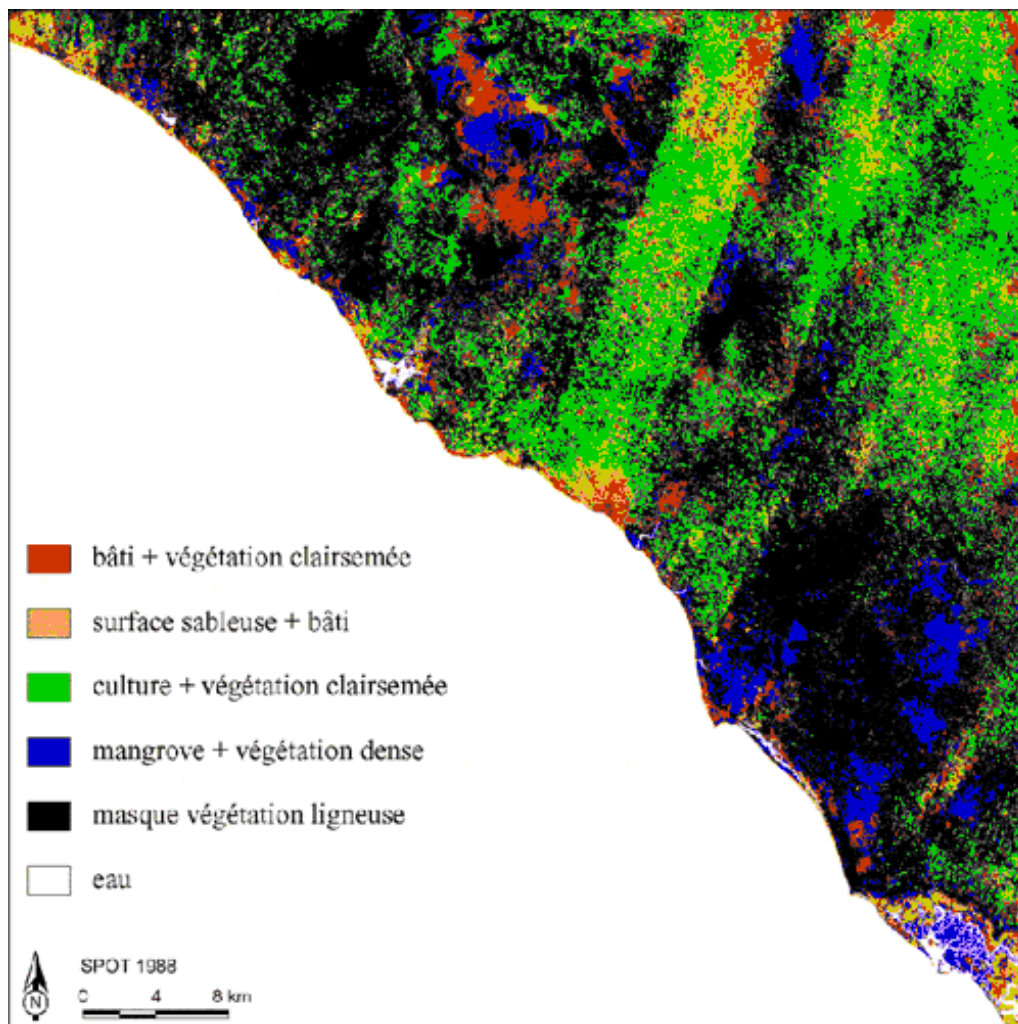 bâti + végétation clairsemée
surface sableuse + bâti
culture + végétation clairsemée
mangrove + végétation dense
masque végétation ligneuse
eau
SPOT 1988
N
0 4 8 km